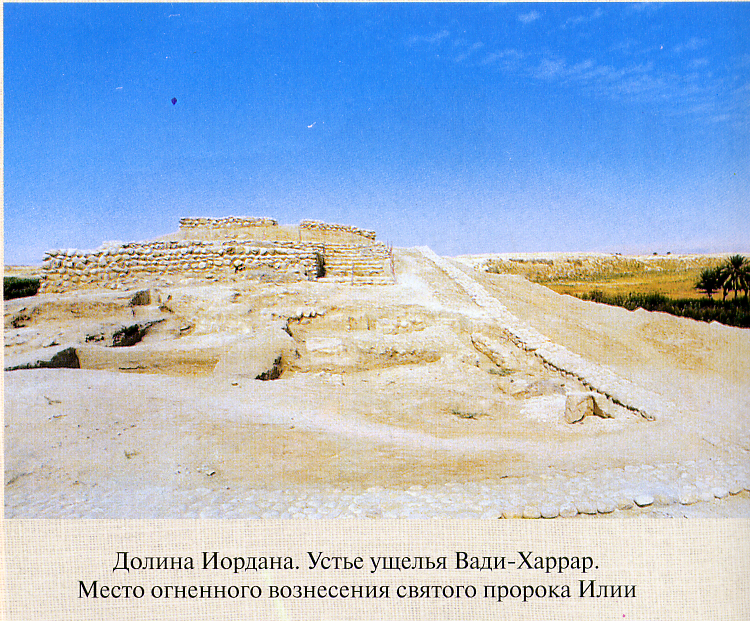 Долина Иордана. Устье ущелья Вади-Харрар.
Место огненного вознесения святого пророка Илии